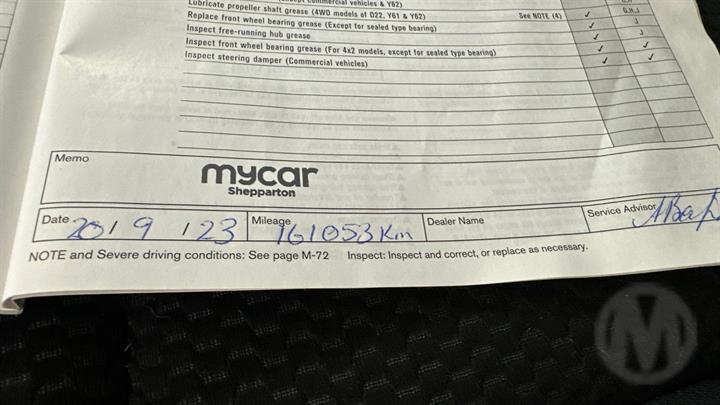 Lubricate propeller shaft grease (4WD models of D22, Y61 & Y62) See NOTE (4) ✓ G,H,J
Replace front wheel bearing grease (Except for sealed type bearing) ✓ J
Inspect free-running hub grease ✓ J
Inspect front wheel bearing grease (For 4x2 models, except for sealed type bearing) ✓ ✓
Inspect steering damper (Commercial vehicles) ✓ ✓
Memo
mycar
Shepparton
Date 20 / 9 / 23 Mileage 161053 Km Dealer Name Service Advisor
NOTE and Severe driving conditions: See page M-72 Inspect: Inspect and correct, or replace as necessary.
M